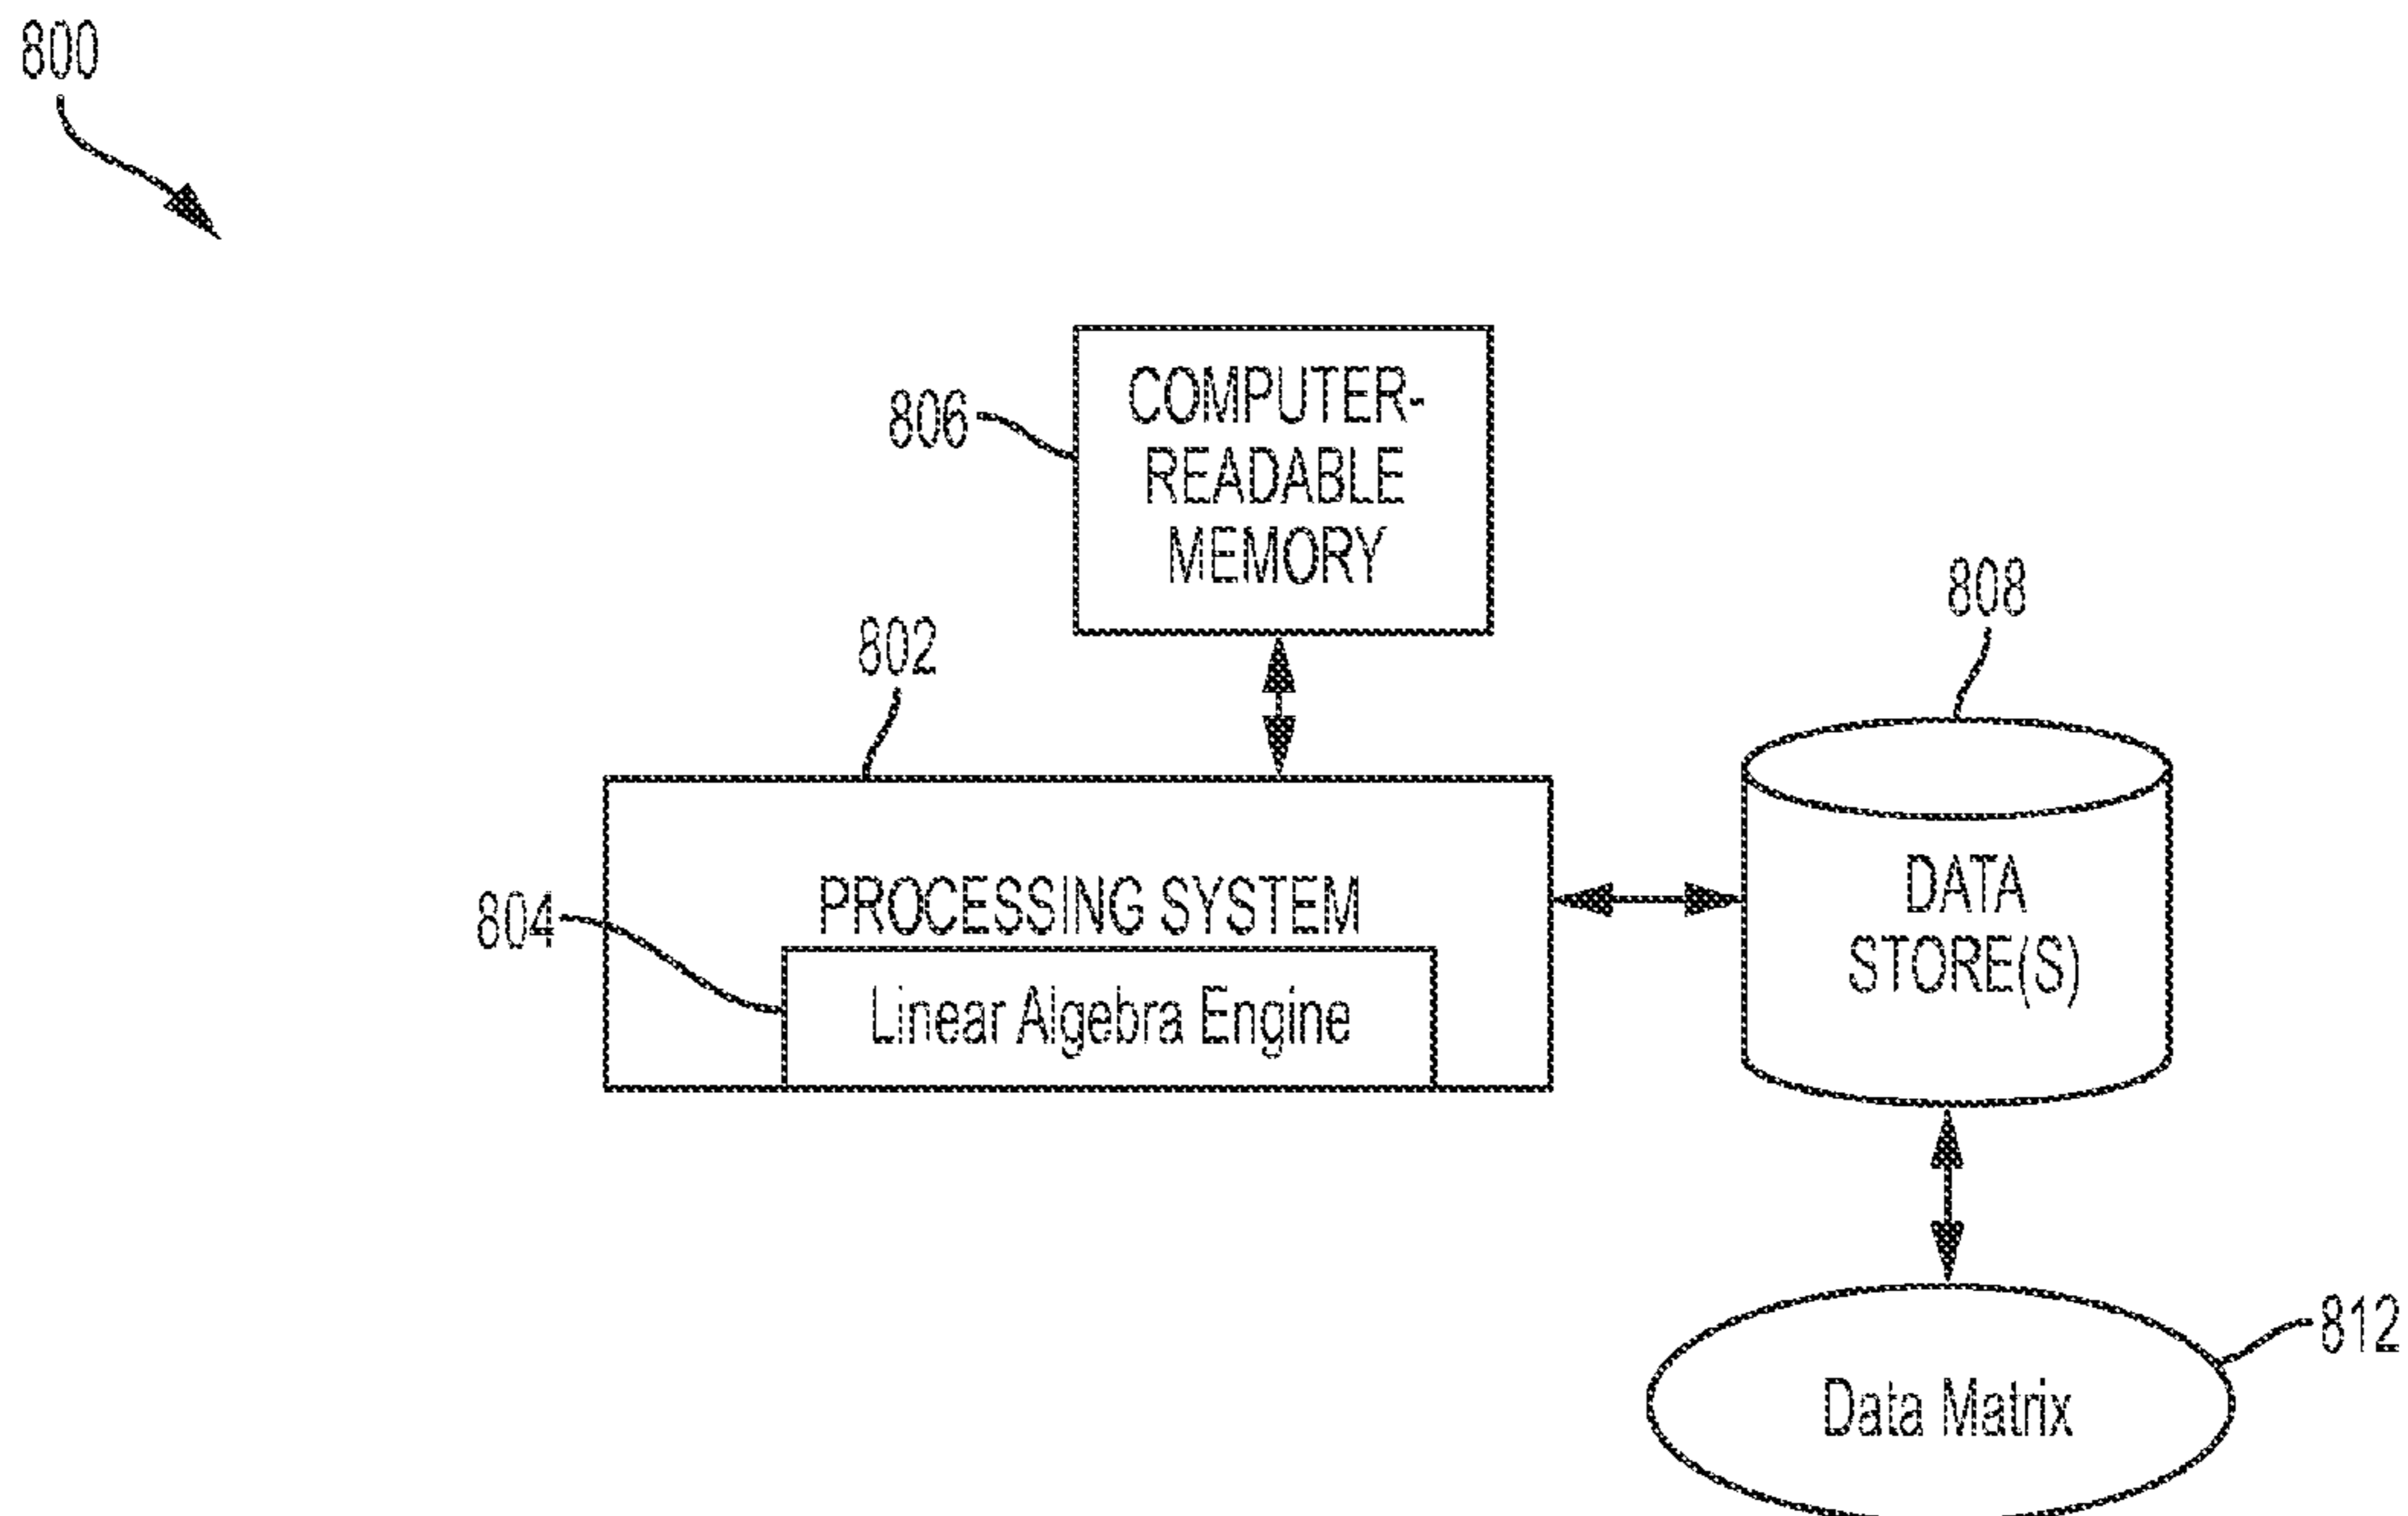 800
806
COMPUTER-
READABLE
MEMORY
802
808
804
PROCESSING SYSTEM
Linear Algebra Engine
DATA
STORE(S)
812
Data Matrix